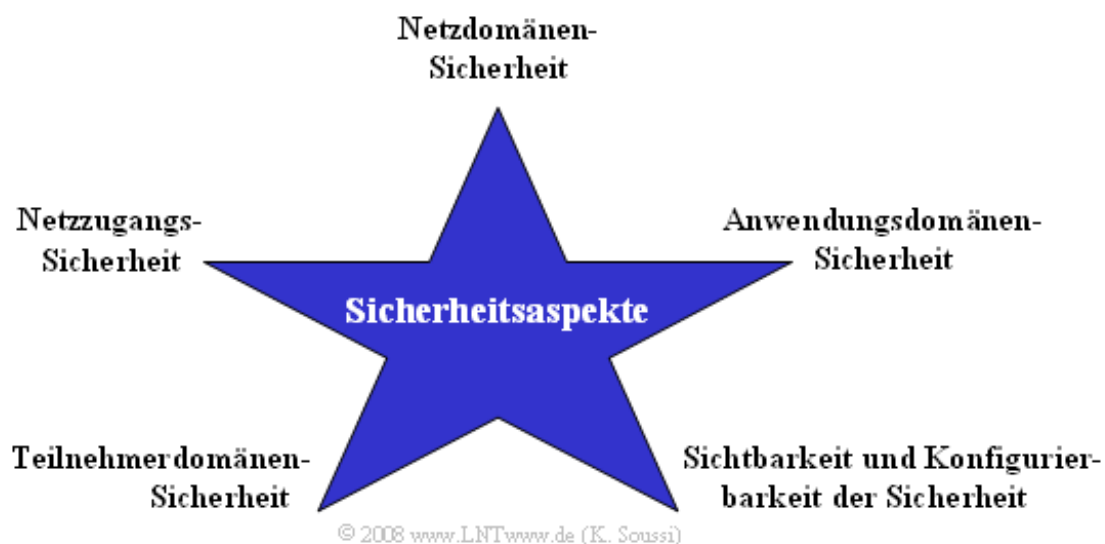 Netzdomänen-
Sicherheit
Netzzugangs-
Sicherheit
Anwendungsdomänen-
Sicherheit
Sicherheitsaspekte
Teilnehmerdomänen-
Sicherheit
Sichtbarkeit und Konfigurier-
barkeit der Sicherheit
© 2008 www.LNTwww.de (K. Soussi)